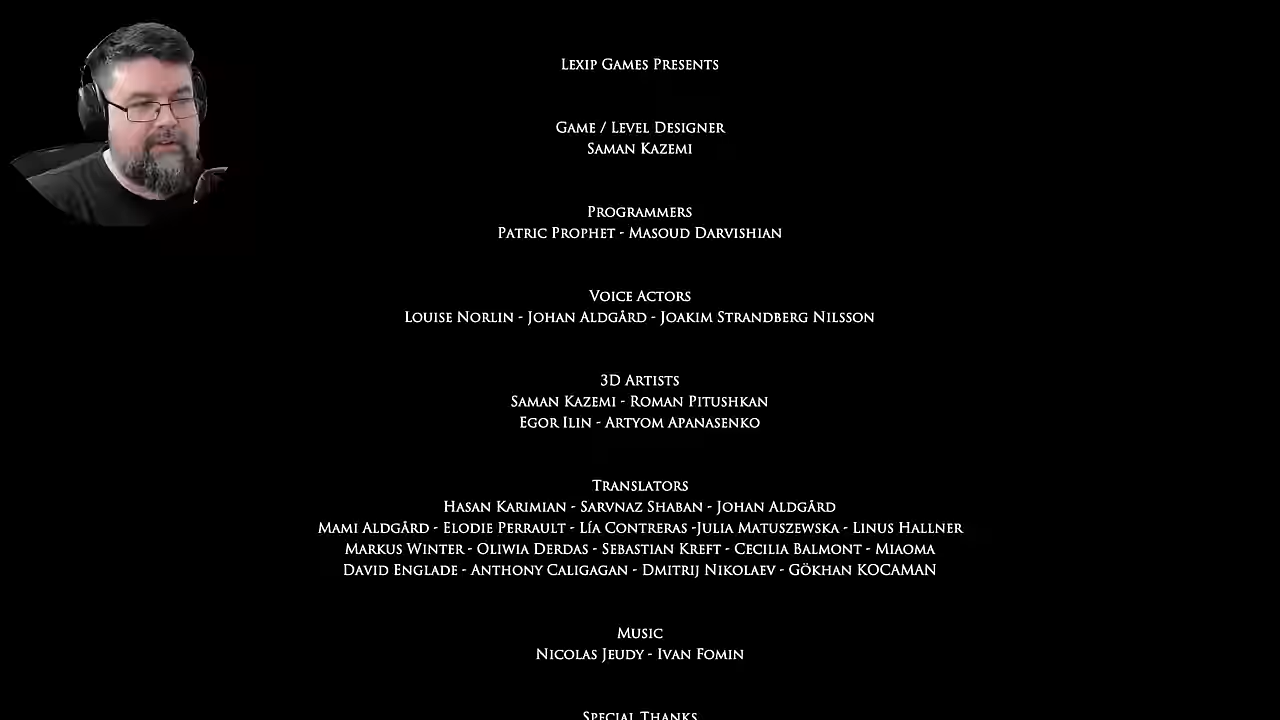 Lexip Games Presents
Game / Level Designer
Saman Kazemi
Programmers
Patric Prophet - Masoud Darvishian
Voice Actors
Louise Norlin - Johan Aldgård - Joakim Strandberg Nilsson
3D Artists
Saman Kazemi - Roman Pitushkan
Egor Ilin - Artyom Apanasenko
Translators
Hasan Karimian - Sarvnaz Shaban - Johan Aldgård
Mami Aldgård - Elodie Perrault - Lía Contreras -Julia Matuszewska - Linus Hallner
Markus Winter - Oliwia Derdas - Sebastian Kreft - Cecilia Balmont - Miaoma
David Englade - Anthony Caligagan - Dmitrij Nikolaev - Gökhan KOCAMAN
Music
Nicolas Jeudy - Ivan Fomin
Special Thanks